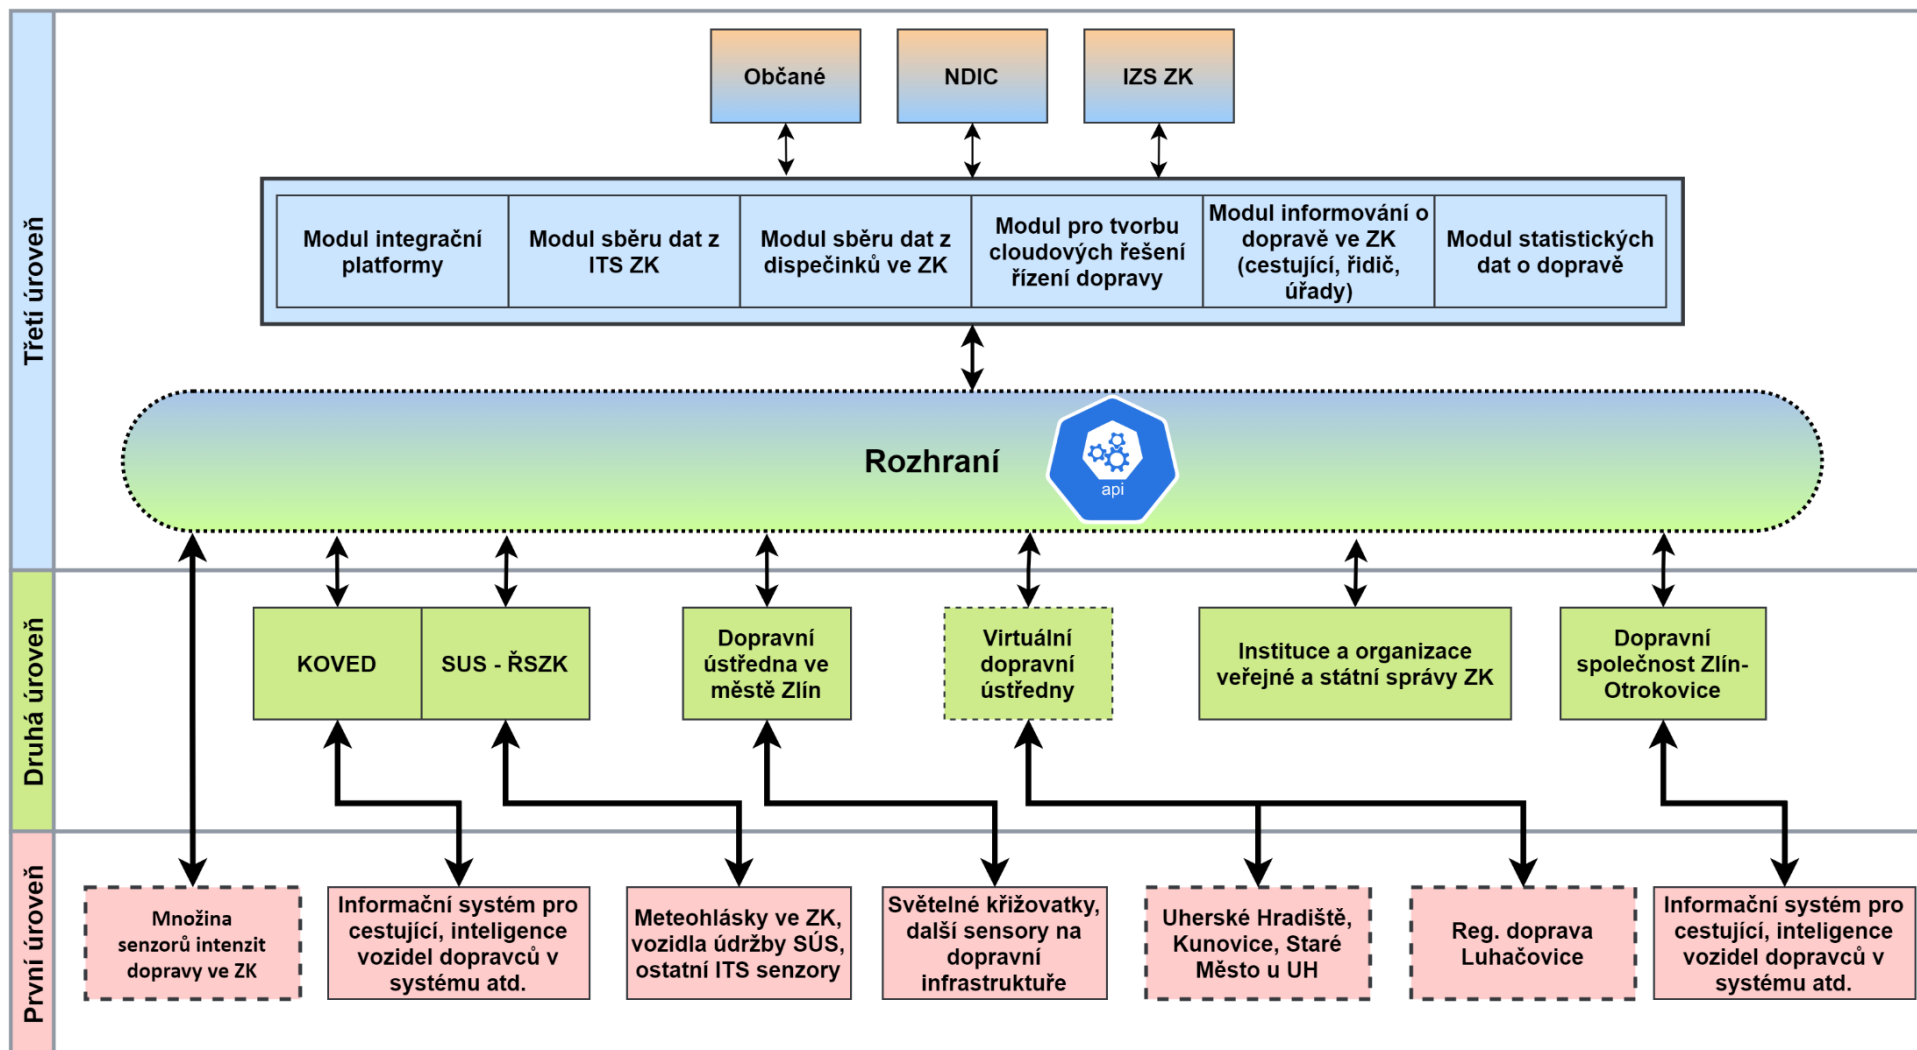 Třetí úroveň
Občané
NDIC
IZS ZK
Modul integrační
platformy
Modul sběru dat z
ITS ZK
Modul sběru dat z
dispečinků ve ZK
Modul pro tvorbu
cloudových řešení
řízení dopravy
Modul informování o
dopravě ve ZK
(cestující, řidič,
úřady)
Modul statistických
dat o dopravě
Rozhraní
api
Druhá úroveň
KOVED
SUS - ŘSZK
Dopravní
ústředna ve
městě Zlín
Virtuální
dopravní
ústředny
Instituce a organizace
veřejné a státní správy ZK
Dopravní
společnost Zlín-
Otrokovice
První úroveň
Množina
senzorů intenzit
dopravy ve ZK
Informační systém pro
cestující, inteligence
vozidel dopravců v
systému atd.
Meteohlásky ve ZK,
vozidla údržby SÚS,
ostatní ITS senzory
Světelné křižovatky,
další sensory na
dopravní
infrastruktuře
Uherské Hradiště,
Kunovice, Staré
Město u UH
Reg. doprava
Luhačovice
Informační systém pro
cestující, inteligence
vozidel dopravců v
systému atd.